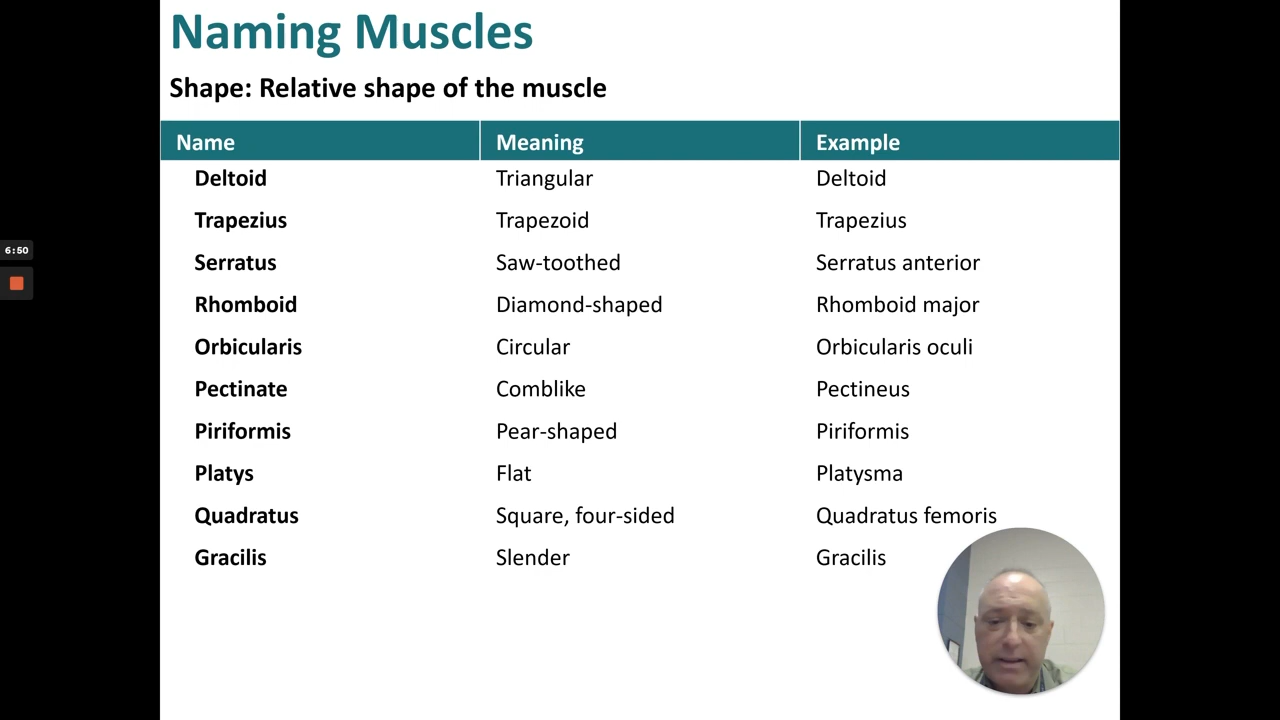 Naming Muscles
Shape: Relative shape of the muscle
Name Meaning Example
Deltoid Triangular Deltoid
Trapezius Trapezoid Trapezius
Serratus Saw-toothed Serratus anterior
6:50
Rhomboid Diamond-shaped Rhomboid major
Orbicularis Circular Orbicularis oculi
Pectinate Comblike Pectineus
Piriformis Pear-shaped Piriformis
Platys Flat Platysma
Quadratus Square, four-sided Quadratus femoris
Gracilis Slender Gracilis